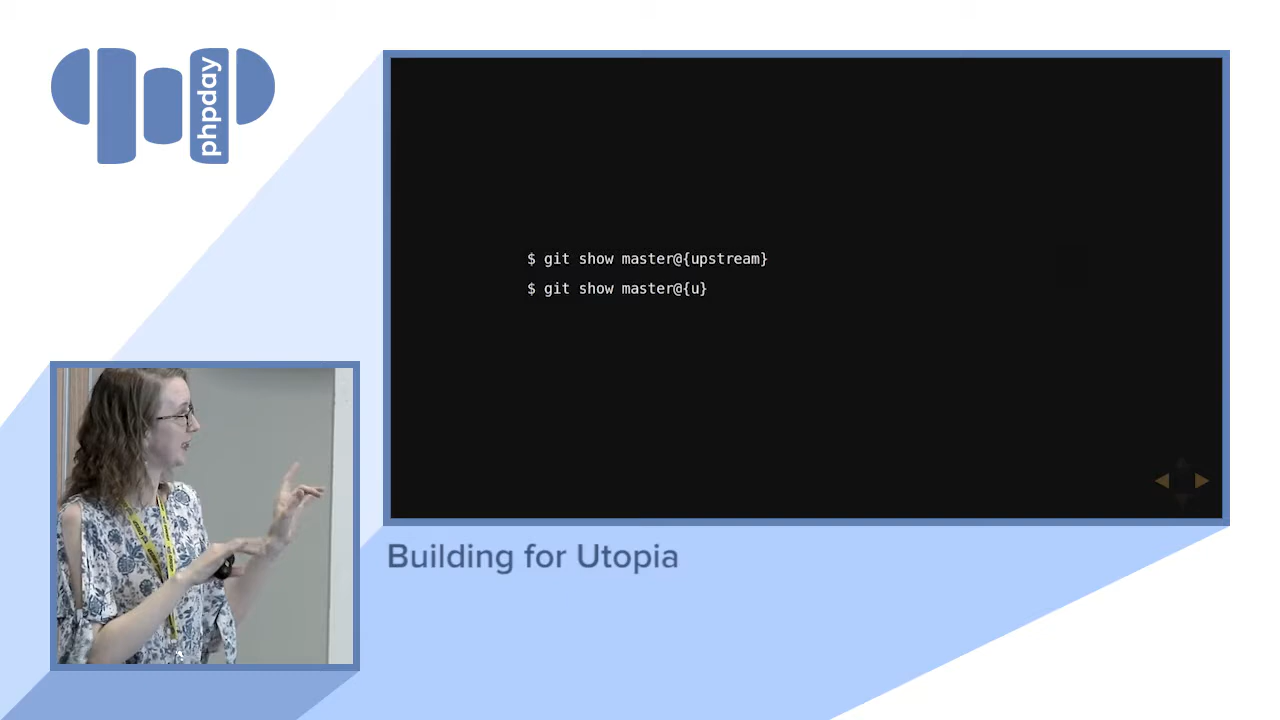 phpday
$ git show master@{upstream}
$ git show master@{u}
Building for Utopia